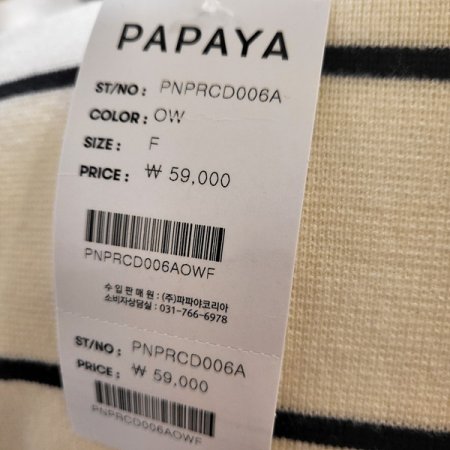 PAPAYA
ST/NO : PNPRCD006A
COLOR : OW
SIZE : F
PRICE : ₩ 59,000
PNPRCD006AOWF
수 입 판 매 원 : (주)파파야코리아
소비자상담실 : 031-766-6978
ST/NO : PNPRCD006A
PRICE : ₩ 59,000
PNPRCD006AOWF